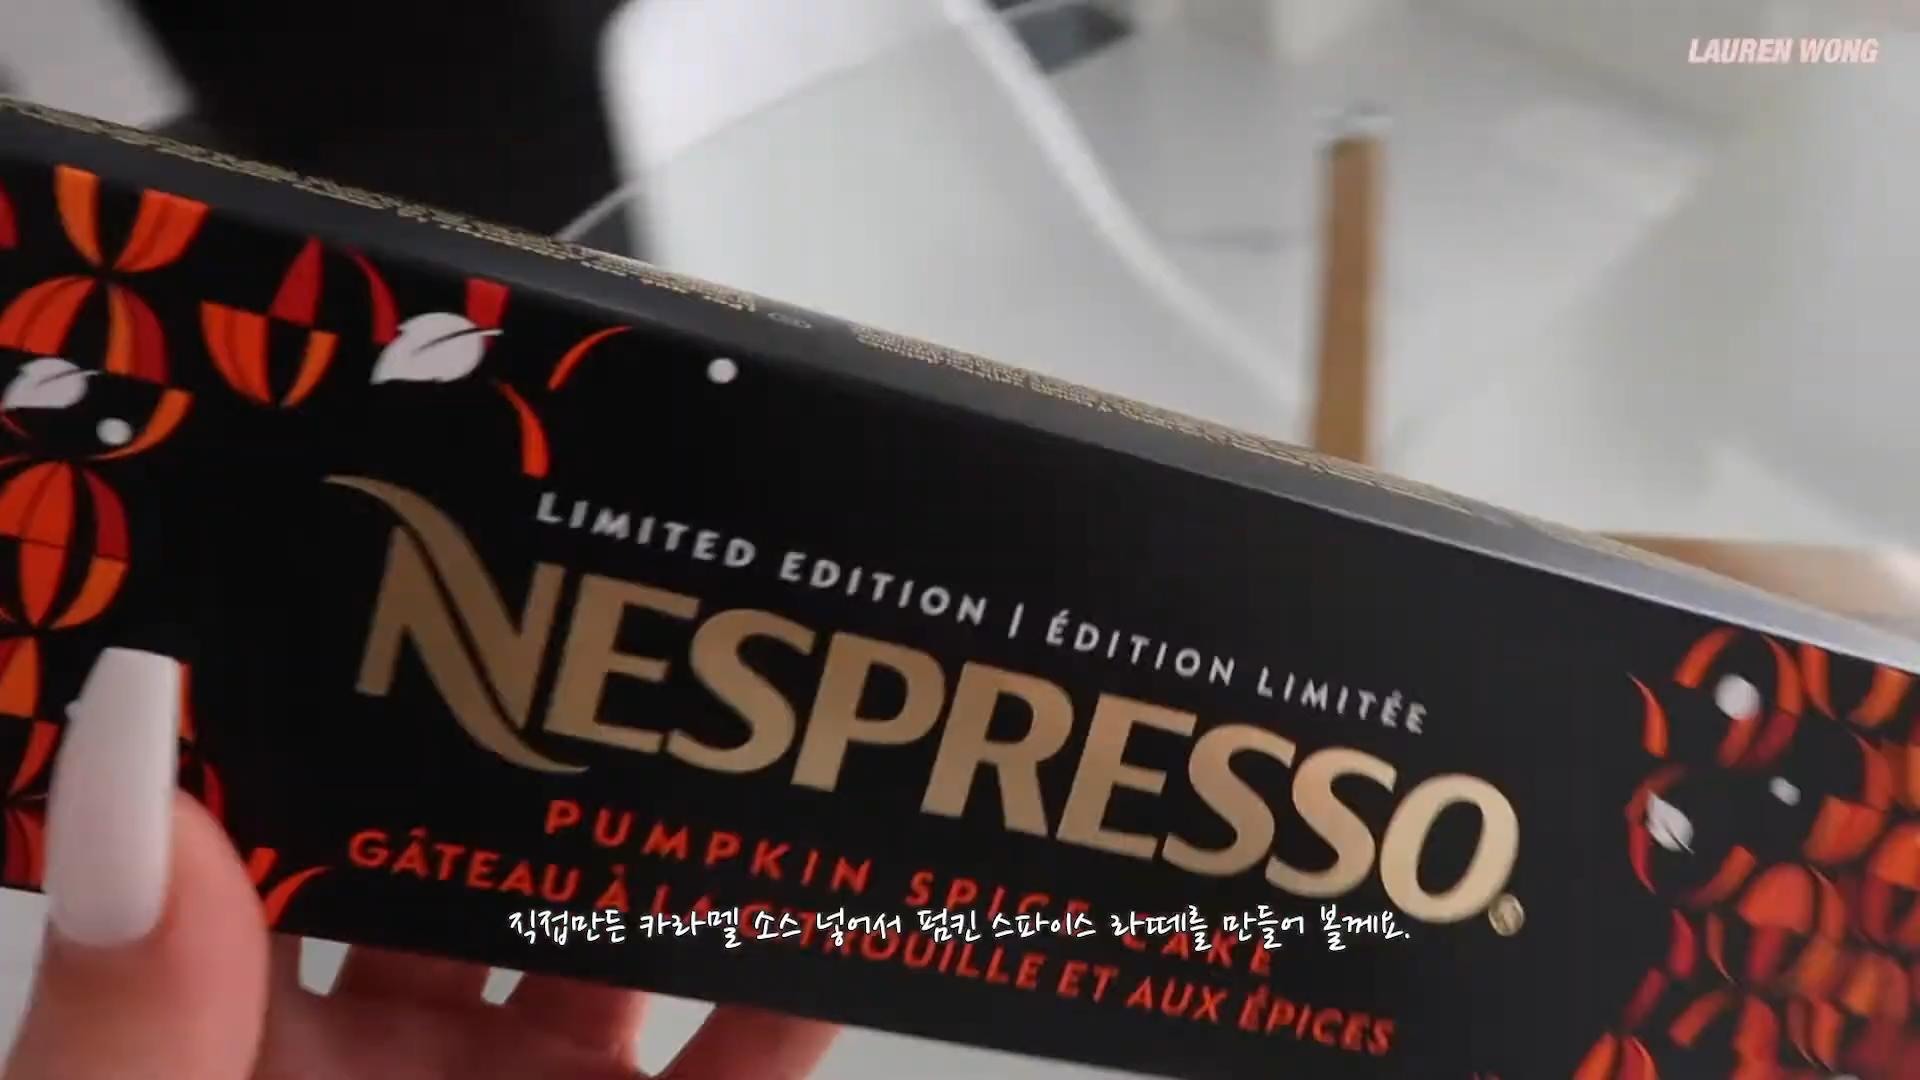 LAUREN WONG
LIMITED EDITION | ÉDITION LIMITÉE
NESPRESSO
PUMPKIN SPICE CAKE
GÂTEAU À LA CITROUILLE ET AUX ÉPICES
직접만든 카라멜 소스 넣어서 펌킨 스파이스 라떼를 만들어 볼게요.